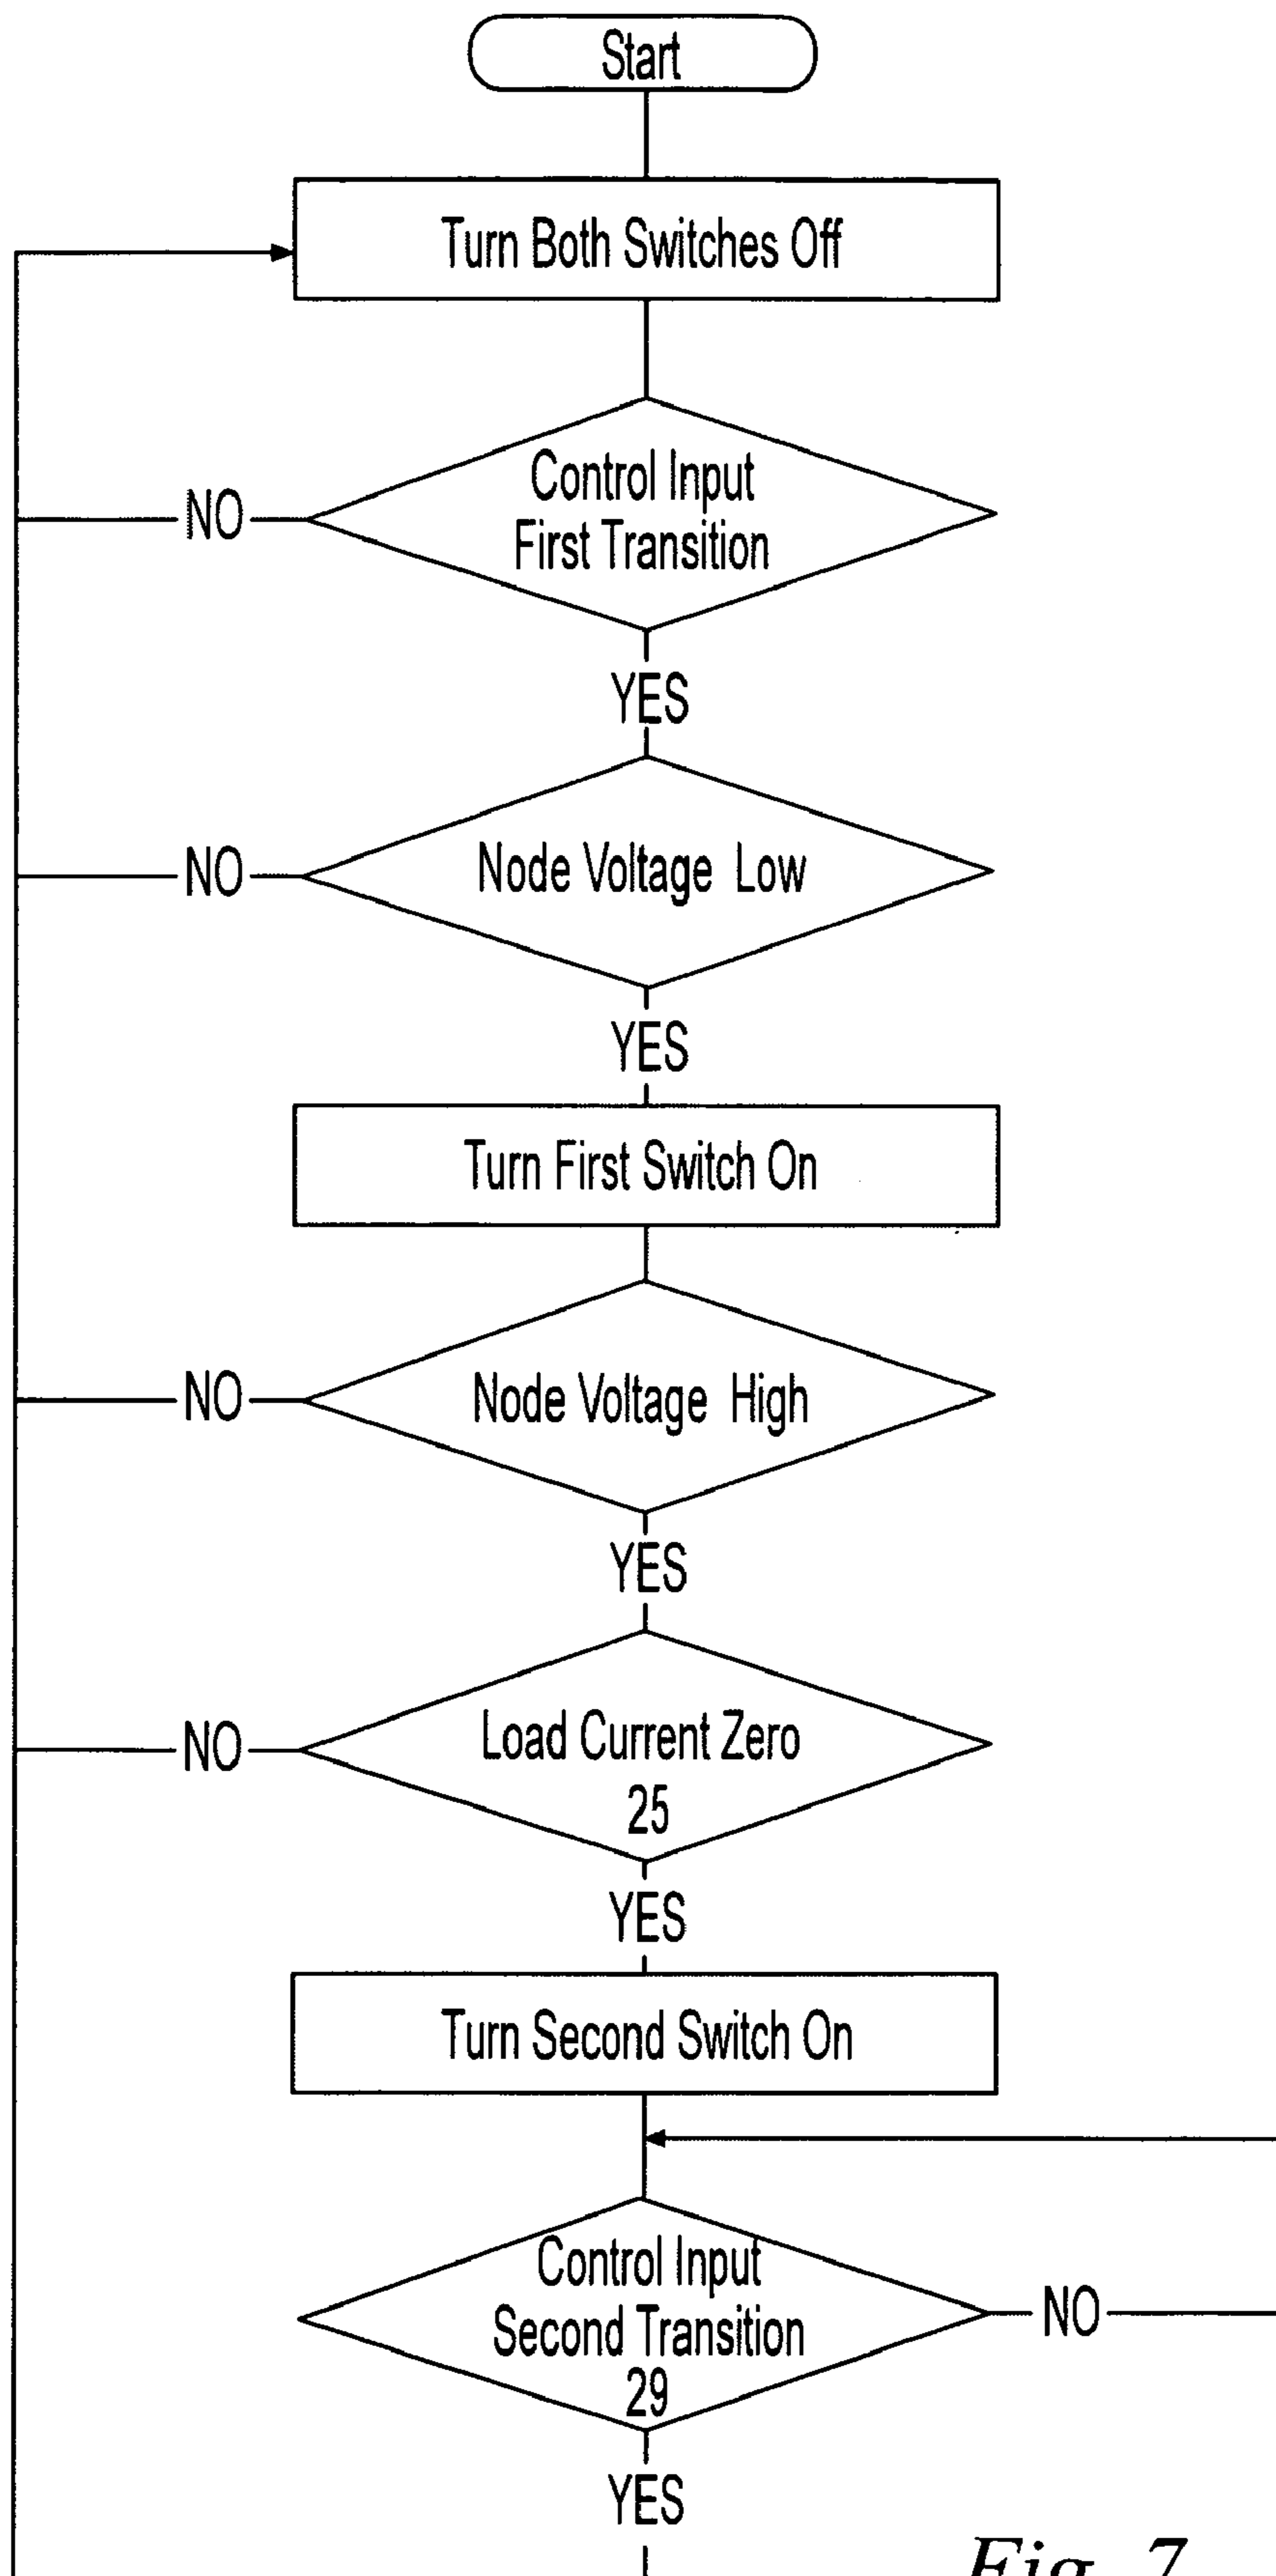 Start
Turn Both Switches Off
Control Input
First Transition
NO
YES
Node Voltage Low
NO
YES
Turn First Switch On
Node Voltage High
NO
YES
Load Current Zero
25
NO
YES
Turn Second Switch On
Control Input
Second Transition
29
NO
YES
Fig. 7